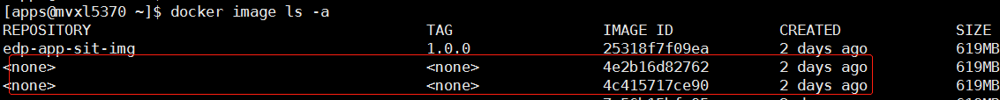 [apps@mvxl5370 ~]$ docker image ls -a
REPOSITORY TAG IMAGE ID CREATED SIZE
edp-app-sit-img 1.0.0 25318f7f09ea 2 days ago 619MB
<none> <none> 4e2b16d82762 2 days ago 619MB
<none> <none> 4c415717ce90 2 days ago 619MB